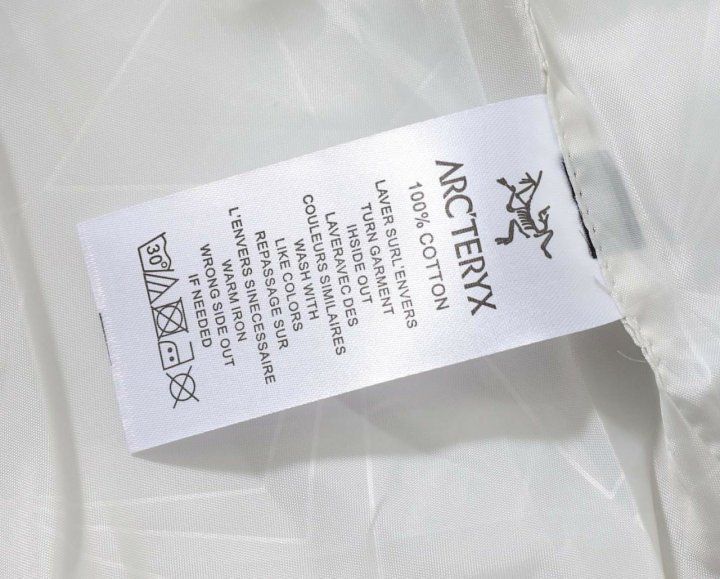 ARC'TERYX
100% COTTON
LAVER SURL'ENVERS
TURN GARMENT
IHSIDE OUT
LAVERAVEC DES
COULEURS SIMILAIRES
WASH WITH
LIKE COLORS
REPASSAGE SUR
L'ENVERS SINECESSAIRE
WARM IRON
WRONG SIDE OUT
IF NEEDED
30°